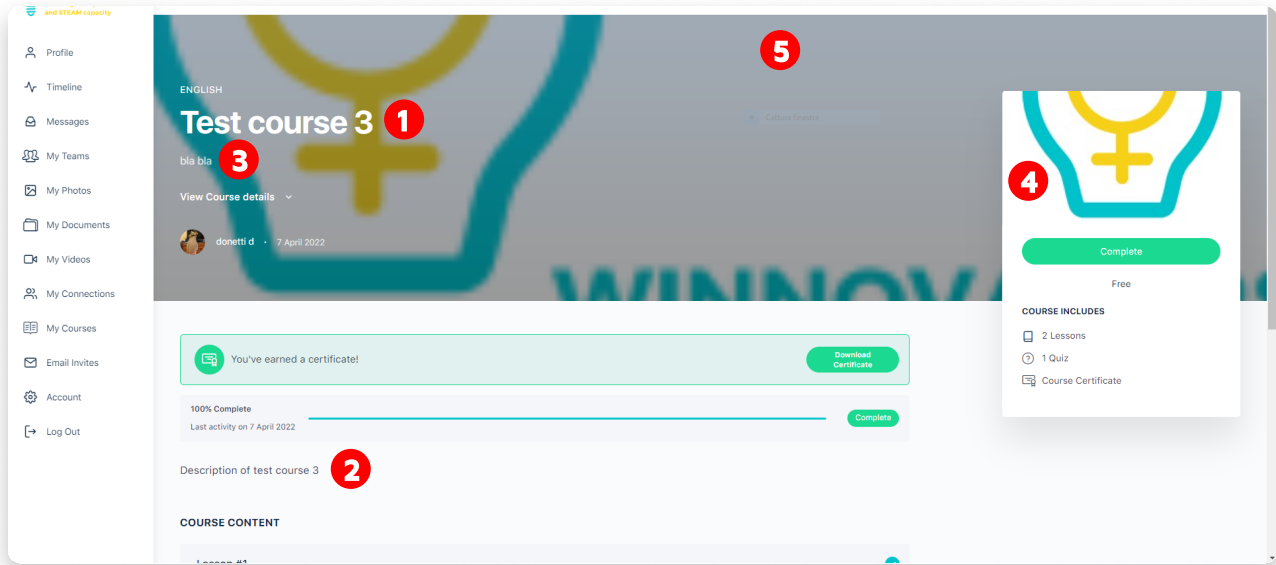 and STEAM capacity
Profile
Timeline
Messages
My Teams
My Photos
My Documents
My Videos
My Connections
My Courses
Email Invites
Account
Log Out
5
ENGLISH
Test course 3 1
bla bla 3
View Course details
donetti d • 7 April 2022
WINNOVA
4
Complete
Free
COURSE INCLUDES
2 Lessons
1 Quiz
Course Certificate
You've earned a certificate!
Download
Certificate
100% Complete
Last activity on 7 April 2022
Complete
Description of test course 3 2
COURSE CONTENT
Lesson #1